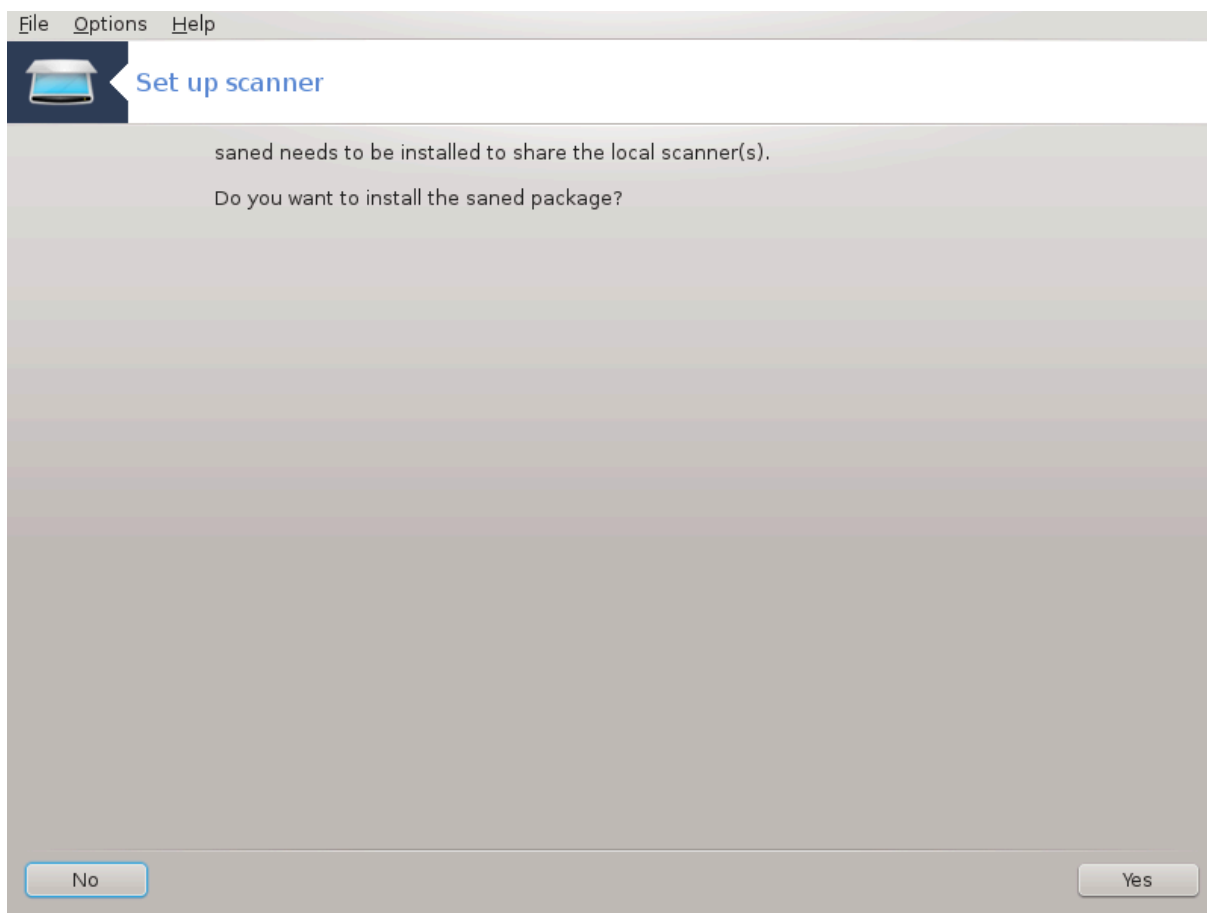 File Options Help
Set up scanner
saned needs to be installed to share the local scanner(s).
Do you want to install the saned package?
No Yes